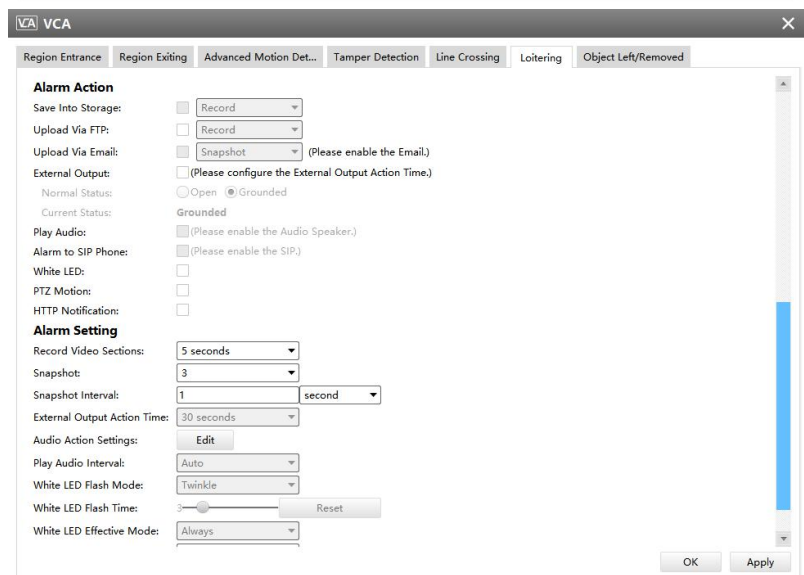 VCA VCA
Region Entrance Region Exiting Advanced Motion Det... Tamper Detection Line Crossing Loitering Object Left/Removed
Alarm Action
Save Into Storage: Record
Upload Via FTP: Record
Upload Via Email: Snapshot (Please enable the Email.)
External Output: (Please configure the External Output Action Time.)
Normal Status: Open Grounded
Current Status: Grounded
Play Audio: (Please enable the Audio Speaker.)
Alarm to SIP Phone: (Please enable the SIP.)
White LED:
PTZ Motion:
HTTP Notification:
Alarm Setting
Record Video Sections: 5 seconds
Snapshot: 3
Snapshot Interval: 1 second
External Output Action Time: 30 seconds
Audio Action Settings: Edit
Play Audio Interval: Auto
White LED Flash Mode: Twinkle
White LED Flash Time: 3 Reset
White LED Effective Mode: Always
OK Apply